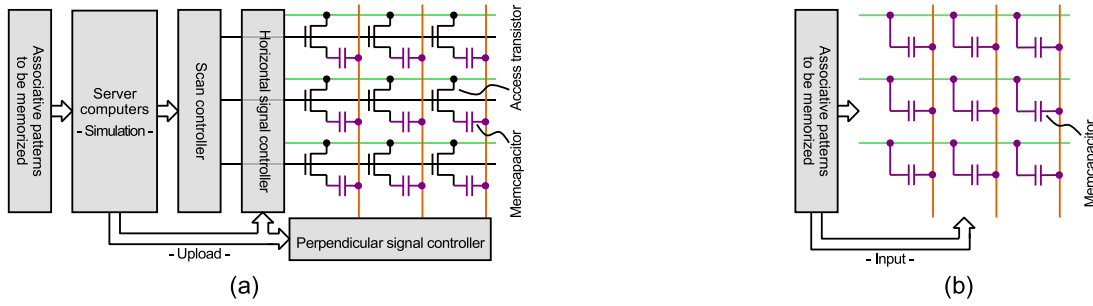 Associative patterns
to be memorized
Server
computers
- Simulation -
Scan controller
Horizontal signal controller
Access transistor
Memcapacitor
- Upload -
Perpendicular signal controller
(a)
Associative patterns
to be memorized
Memcapacitor
- Input -
(b)